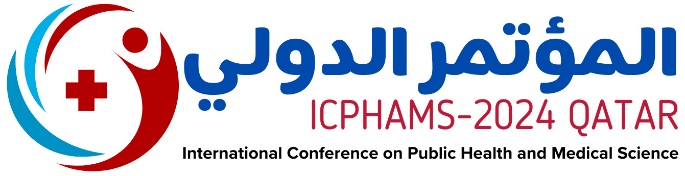 المؤتمر الدولي
ICPHAMS-2024 QATAR
International Conference on Public Health and Medical Science